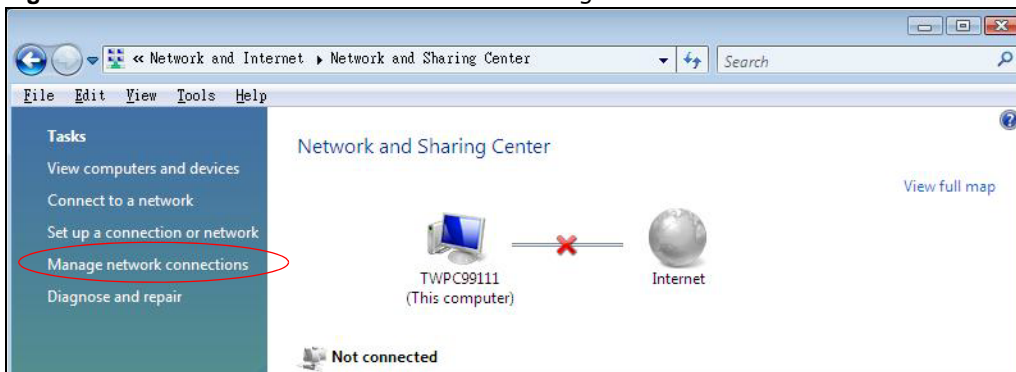 « Network and Internet ▸ Network and Sharing Center
Search
File Edit View Tools Help
Tasks
View computers and devices
Connect to a network
Set up a connection or network
Manage network connections
Diagnose and repair
Network and Sharing Center
View full map
TWPC99111
(This computer)
Internet
Not connected